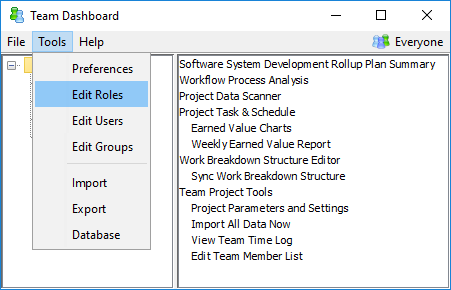 Team Dashboard
File Tools Help Everyone
Preferences
Edit Roles
Edit Users
Edit Groups
Import
Export
Database
Software System Development Rollup Plan Summary
Workflow Process Analysis
Project Data Scanner
Project Task & Schedule
Earned Value Charts
Weekly Earned Value Report
Work Breakdown Structure Editor
Sync Work Breakdown Structure
Team Project Tools
Project Parameters and Settings
Import All Data Now
View Team Time Log
Edit Team Member List